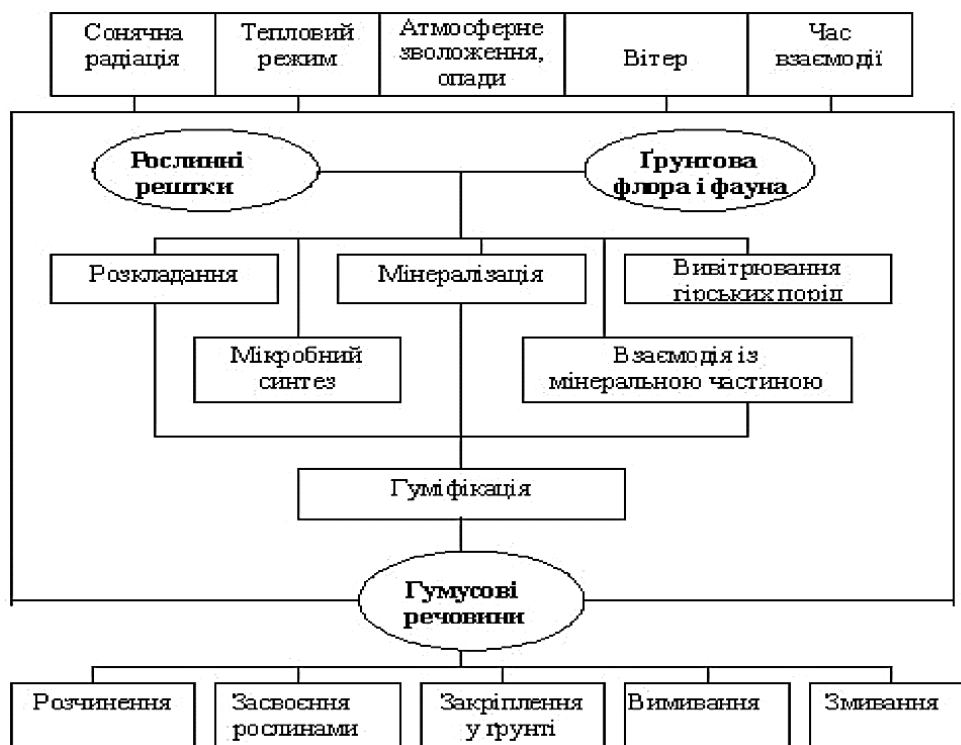 Сонячна
радіація
Тепловий
режим
Атмосферне
зволоження,
опади
Вітер
Час
взаємодії
Рослинні
рештки
Ґрунтова
флора і фауна
Розкладання
Мінералізація
Вивітрювання
гірських порід
Мікробний
синтез
Взаємодія із
мінеральною частиною
Гуміфікація
Гумусові
речовини
Розчинення
Засвоєння
рослинами
Закріплення
у ґрунті
Вимивання
Змивання